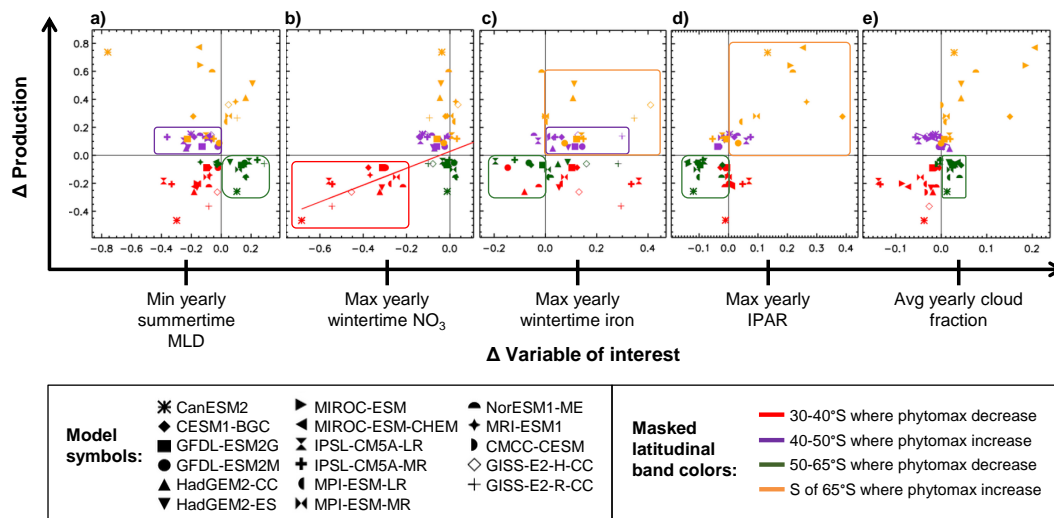 a) b) c) d) e)
Δ Production
0.8
0.6
0.4
0.2
0.0
-0.2
-0.4
-0.8 -0.6 -0.4 -0.2 -0.0 0.2
-0.6 -0.4 -0.2 0.0
-0.2 0.0 0.2 0.4
-0.1 0.0 0.1 0.2 0.3 0.4
-0.1 0.0 0.1 0.2
Min yearly
summertime
MLD
Max yearly
wintertime NO3
Max yearly
wintertime iron
Max yearly
IPAR
Avg yearly cloud
fraction
Δ Variable of interest
Model
symbols:
CanESM2
CESM1-BGC
GFDL-ESM2G
GFDL-ESM2M
HadGEM2-CC
HadGEM2-ES
MIROC-ESM
MIROC-ESM-CHEM
IPSL-CM5A-LR
IPSL-CM5A-MR
MPI-ESM-LR
MPI-ESM-MR
NorESM1-ME
MRI-ESM1
CMCC-CESM
GISS-E2-H-CC
GISS-E2-R-CC
Masked
latitudinal
band colors:
30-40°S where phytomax decrease
40-50°S where phytomax increase
50-65°S where phytomax decrease
S of 65°S where phytomax increase